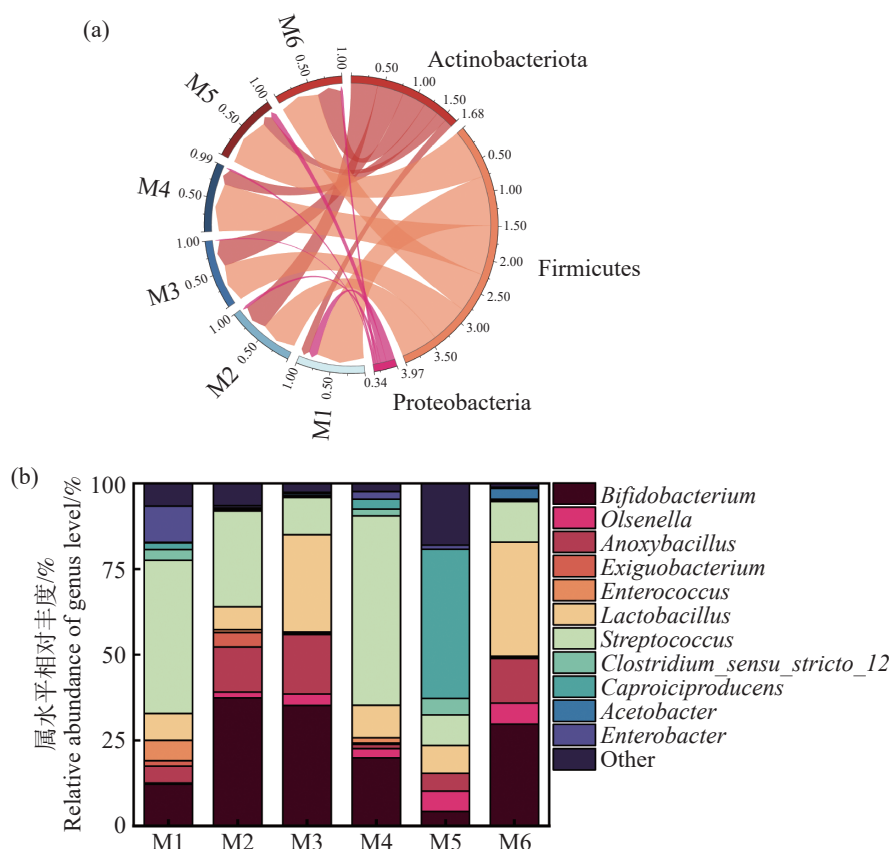 (a)
Actinobacteriota
0.50
1.00
1.50
1.68
Firmicutes
0.50
1.00
1.50
2.00
2.50
3.00
3.50
3.97
Proteobacteria
0.34
M1
0.50
1.00
M2
0.50
1.00
M3
0.50
1.00
M4
0.50
0.99
M5
0.50
1.00
M6
0.50
1.00
(b)
属水平相对丰度/%
Relative abundance of genus level/%
100
75
50
25
0
M1 M2 M3 M4 M5 M6
Bifidobacterium
Olsenella
Anoxybacillus
Exiguobacterium
Enterococcus
Lactobacillus
Streptococcus
Clostridium_sensu_stricto_12
Caproiciproducens
Acetobacter
Enterobacter
Other